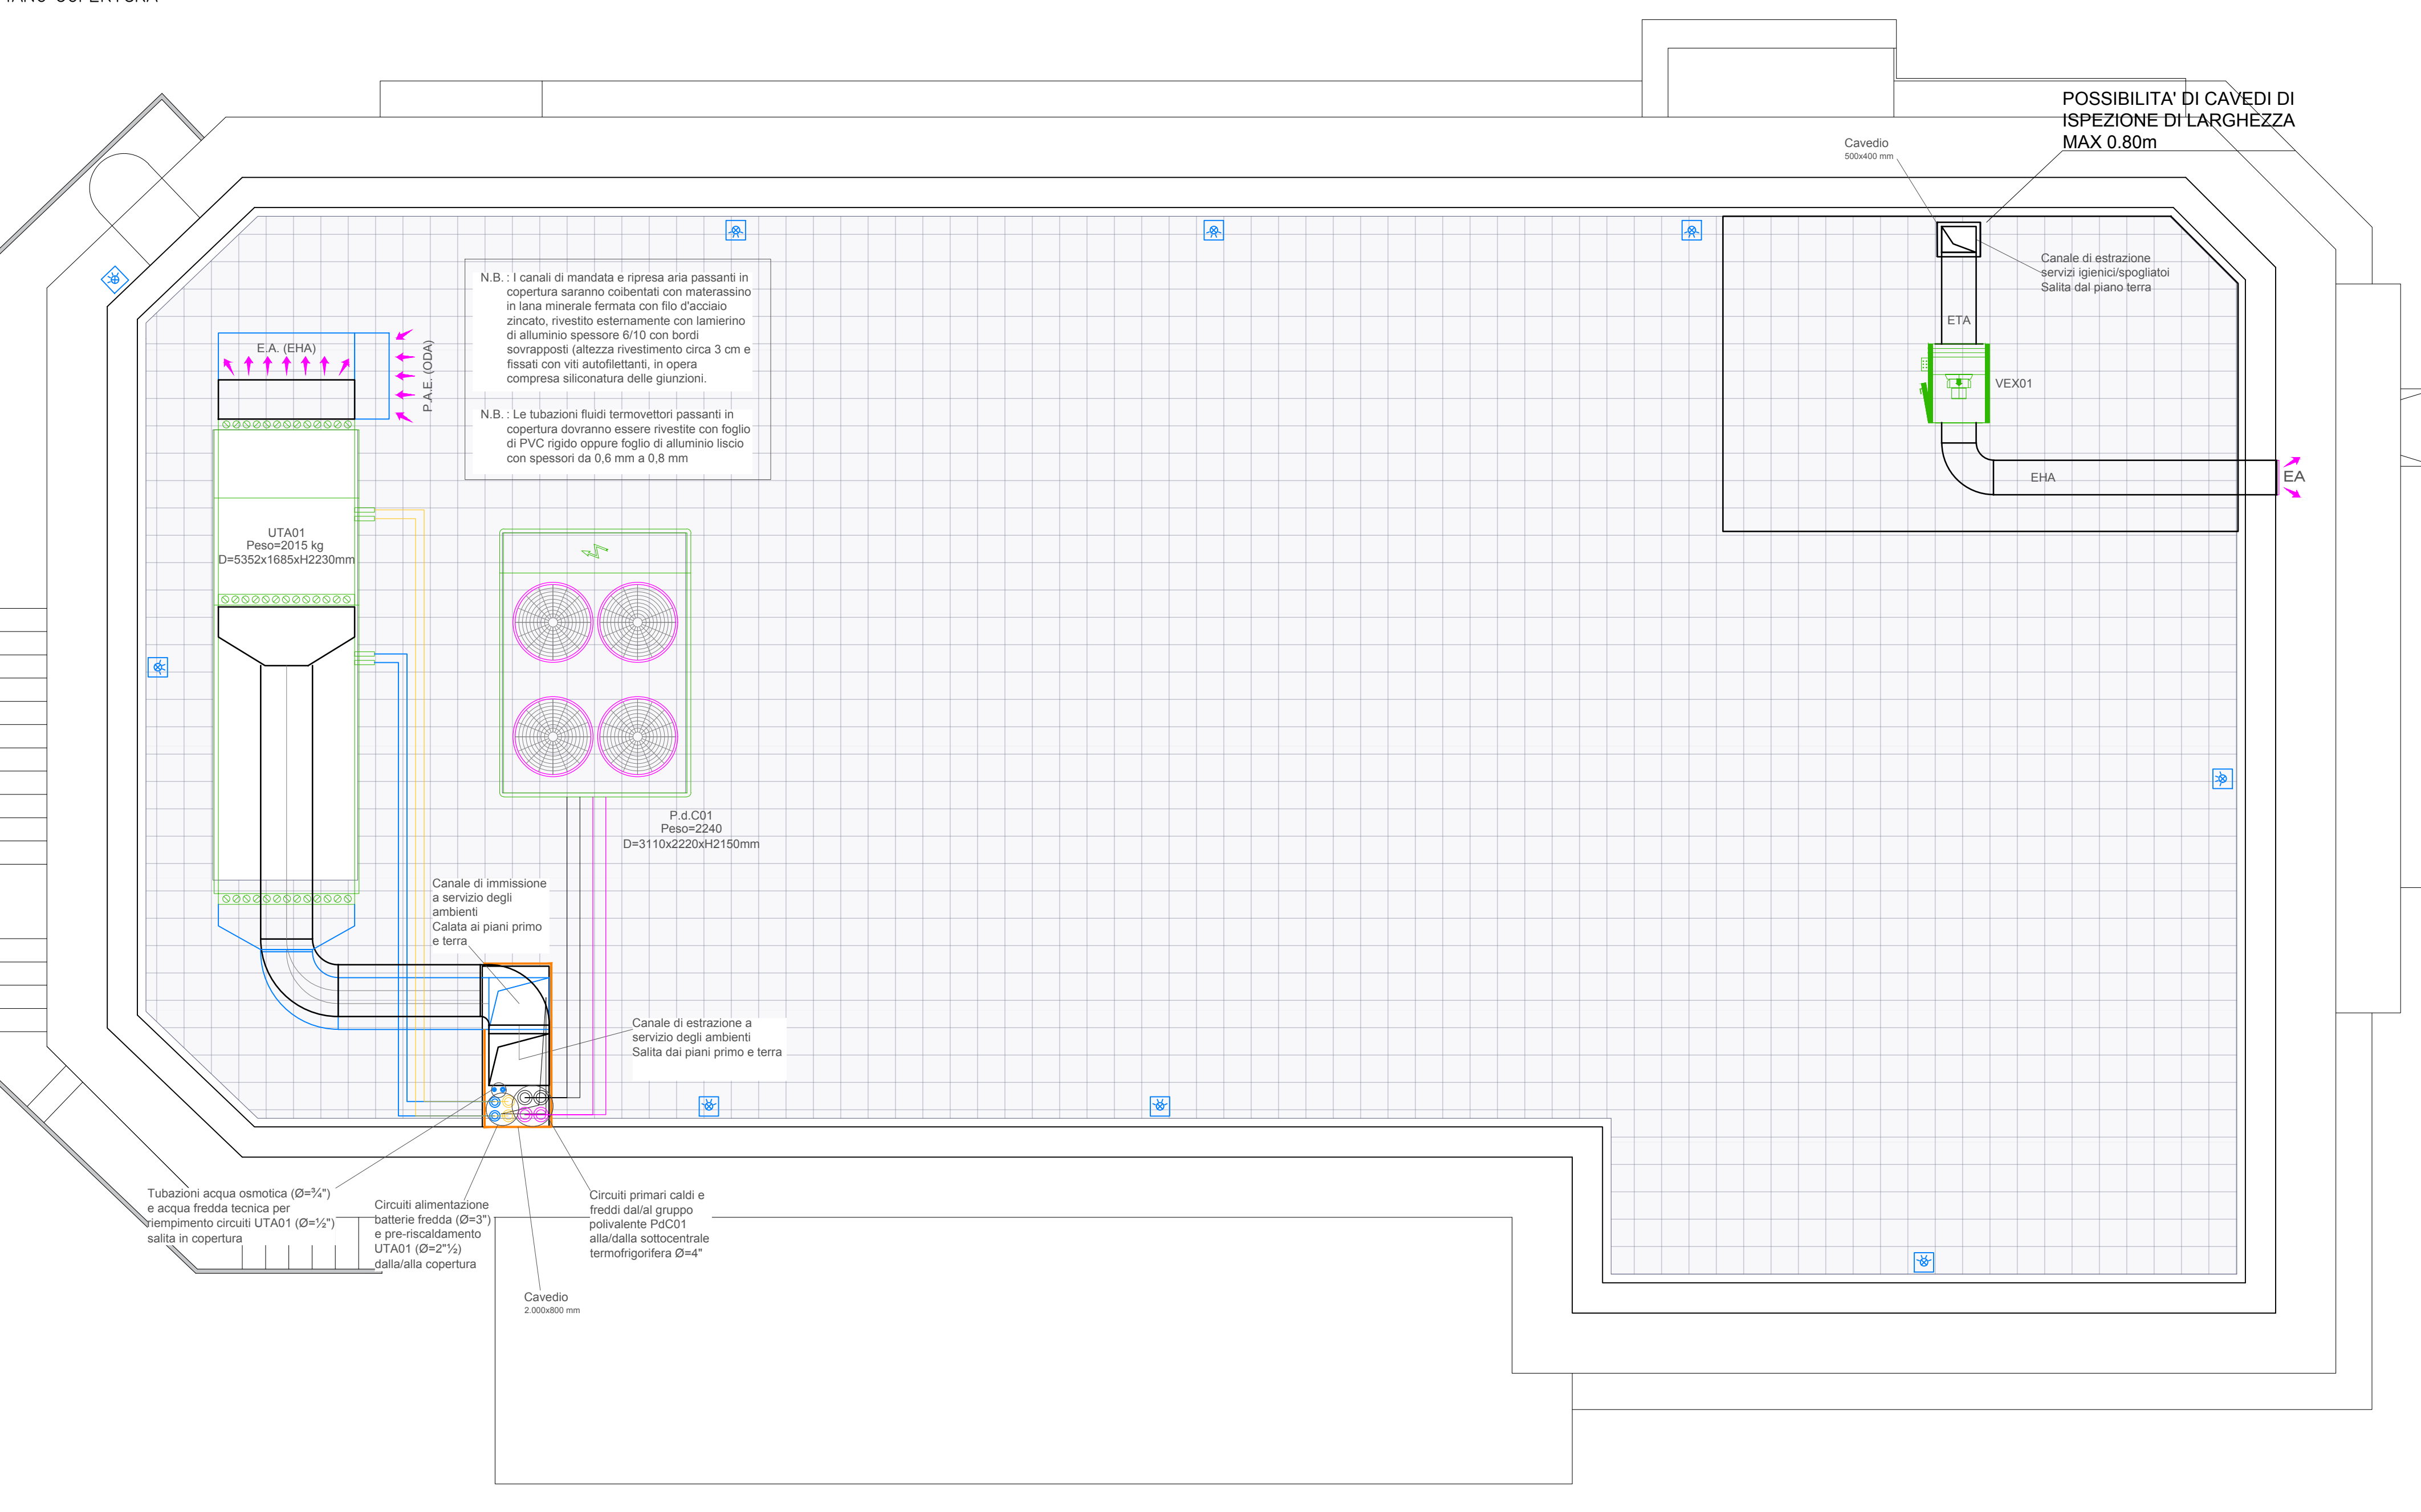 POSSIBILITA' DI CAVEDI DI
ISPEZIONE DI LARGHEZZA
MAX 0.80m
Cavedio
500x400 mm
Canale di estrazione
servizi igienici/spogliatoi
Salita dal piano terra
ETA
VEX01
EHA
EA
E.A. (EHA)
P.A.E. (ODA)
N.B. : I canali di mandata e ripresa aria passanti in
copertura saranno coibentati con materassino
in lana minerale fermata con filo d'acciaio
zincato, rivestito esternamente con lamierino
di alluminio spessore 6/10 con bordi
sovrapposti (altezza rivestimento circa 3 cm e
fissati con viti autofilettanti, in opera
compresa siliconatura delle giunzioni.
N.B. : Le tubazioni fluidi termovettori passanti in
copertura dovranno essere rivestite con foglio
di PVC rigido oppure foglio di alluminio liscio
con spessori da 0,6 mm a 0,8 mm
UTA01
Peso=2015 kg
D=5352x1685xH2230mm
P.d.C01
Peso=2240
D=3110x2220xH2150mm
Canale di immissione
a servizio degli
ambienti
Calata ai piani primo
e terra
Canale di estrazione a
servizio degli ambienti
Salita dai piani primo e terra
Tubazioni acqua osmotica (Ø=¾")
e acqua fredda tecnica per
riempimento circuiti UTA01 (Ø=½")
salita in copertura
Circuiti alimentazione
batterie fredda (Ø=3")
e pre-riscaldamento
UTA01 (Ø=2"½)
dalla/alla copertura
Circuiti primari caldi e
freddi dal/al gruppo
polivalente PdC01
alla/dalla sottocentrale
termofrigorifera Ø=4"
Cavedio
2.000x800 mm